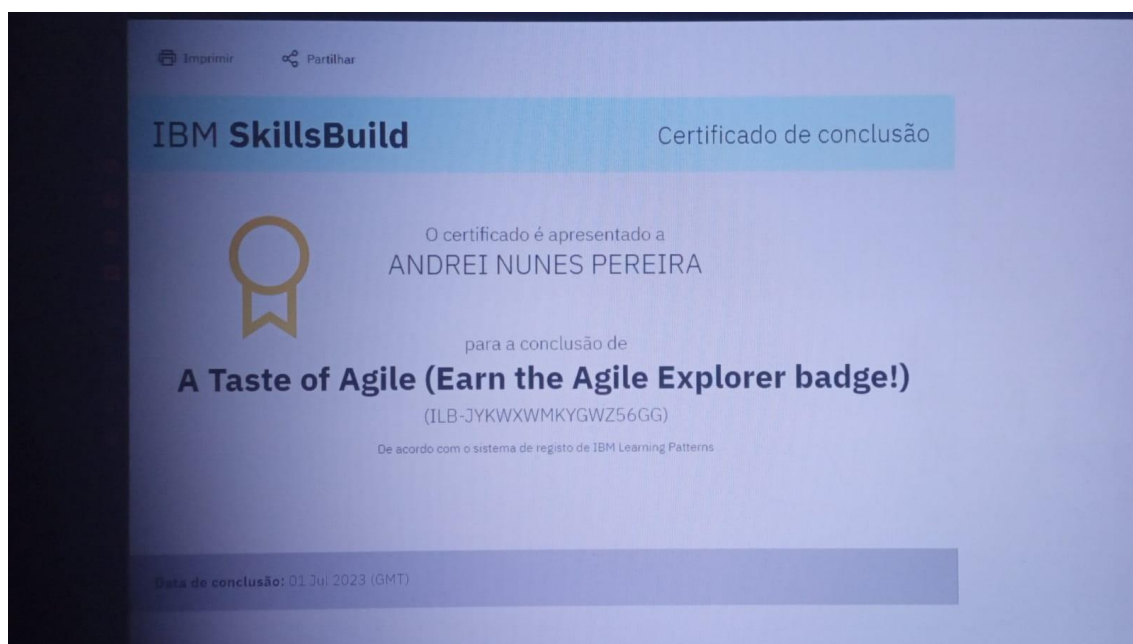 Imprimir Partilhar
IBM SkillsBuild Certificado de conclusão
O certificado é apresentado a
ANDREI NUNES PEREIRA
para a conclusão de
A Taste of Agile (Earn the Agile Explorer badge!)
(ILB-JYKWXWMKYGWZ56GG)
De acordo com o sistema de registo de IBM Learning Patterns
Data de conclusão: 01 Jul 2023 (GMT)